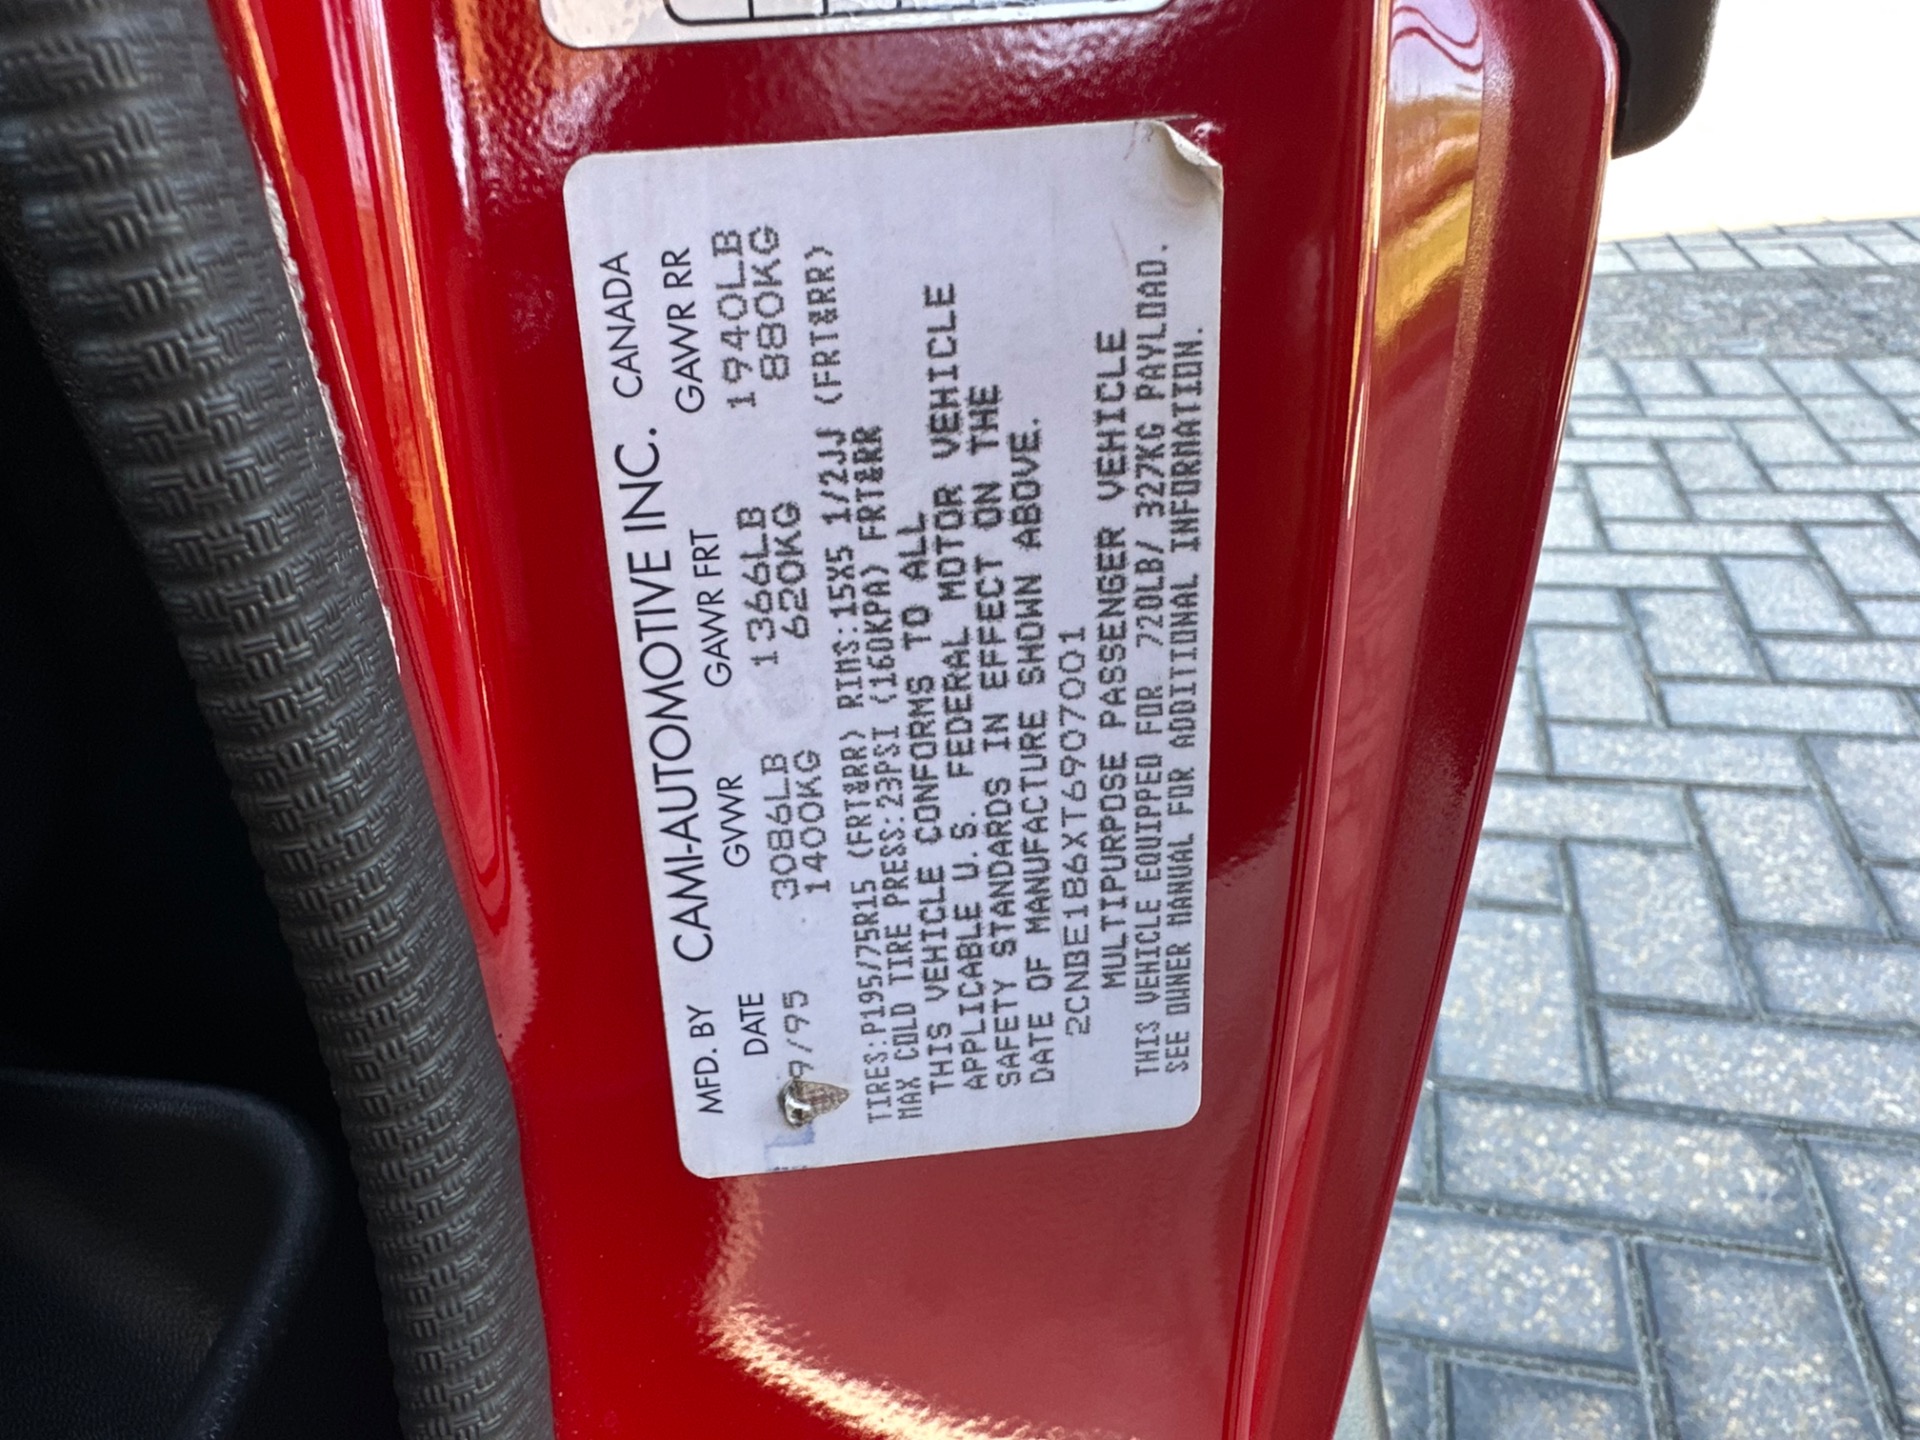 MFD. BY CAMI-AUTOMOTIVE INC. CANADA
DATE GVWR GAWR FRT GAWR RR
9/95 3086LB 1366LB 1940LB
1400KG 620KG 880KG
TIRES:P195/75R15 (FRT&RR) RIMS:15X5 1/2JJ (FRT&RR)
MAX COLD TIRE PRESS:23PSI (160KPA) FRT&RR
THIS VEHICLE CONFORMS TO ALL
APPLICABLE U.S. FEDERAL MOTOR VEHICLE
SAFETY STANDARDS IN EFFECT ON THE
DATE OF MANUFACTURE SHOWN ABOVE.
2CNBE1867T6907001
MULTIPURPOSE PASSENGER VEHICLE
THIS VEHICLE EQUIPPED FOR 720LB/ 327KG PAYLOAD.
SEE OWNER MANUAL FOR ADDITIONAL INFORMATION.